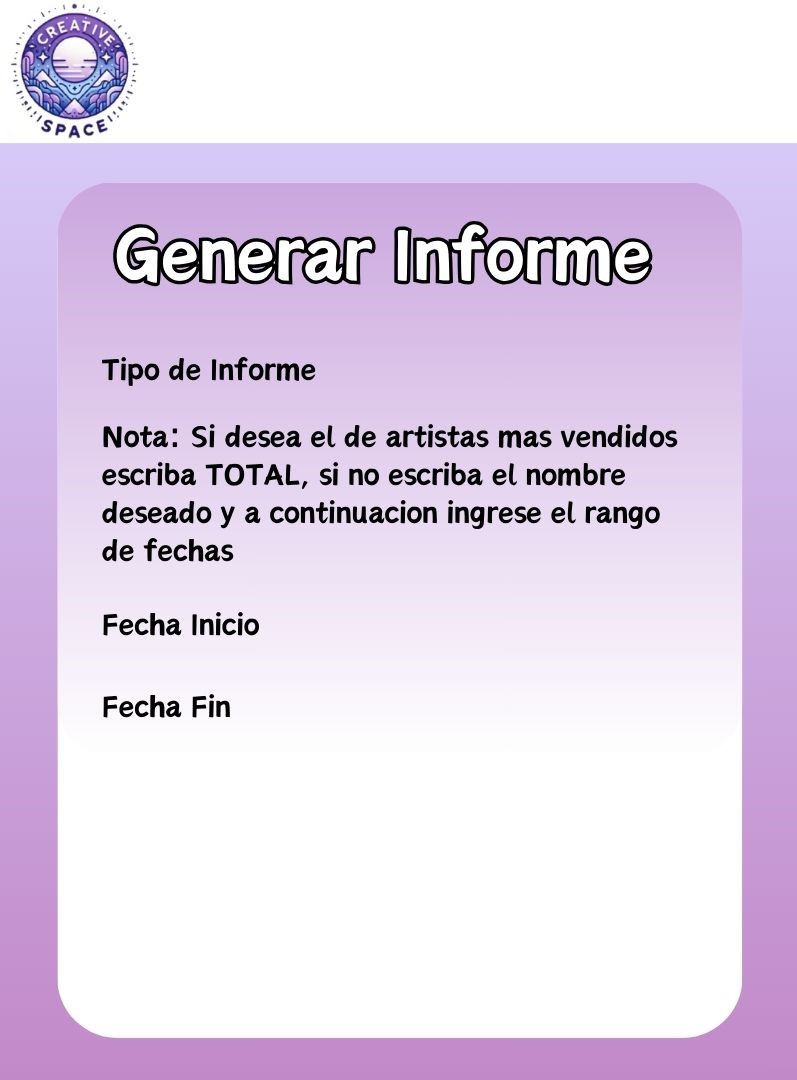 CREATIVE
SPACE
Generar Informe
Tipo de Informe
Nota: Si desea el de artistas mas vendidos
escriba TOTAL, si no escriba el nombre
deseado y a continuacion ingrese el rango
de fechas
Fecha Inicio
Fecha Fin